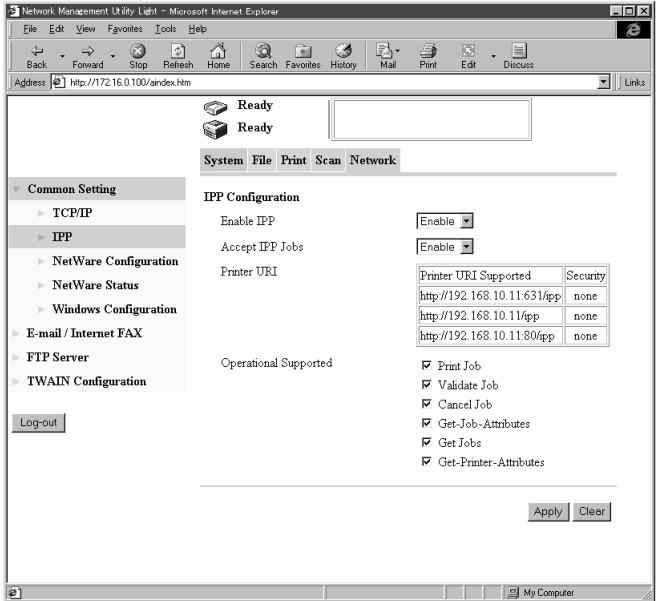 Network Management Utility Light - Microsoft Internet Explorer
File Edit View Favorites Tools Help
Back Forward Stop Refresh Home Search Favorites History Mail Print Edit Discuss
Address http://172.16.0.100/aindex.htm Links
Ready
Ready
System File Print Scan Network
Common Setting
TCP/IP
IPP
NetWare Configuration
NetWare Status
Windows Configuration
E-mail / Internet FAX
FTP Server
TWAIN Configuration
Log-out
IPP Configuration
Enable IPP Enable
Accept IPP Jobs Enable
Printer URI
Printer URI Supported Security
http://192.168.10.11:631/ipp none
http://192.168.10.11/ipp none
http://192.168.10.11:80/ipp none
Operational Supported
Print Job
Validate Job
Cancel Job
Get-Job-Attributes
Get Jobs
Get-Printer-Attributes
Apply Clear
My Computer